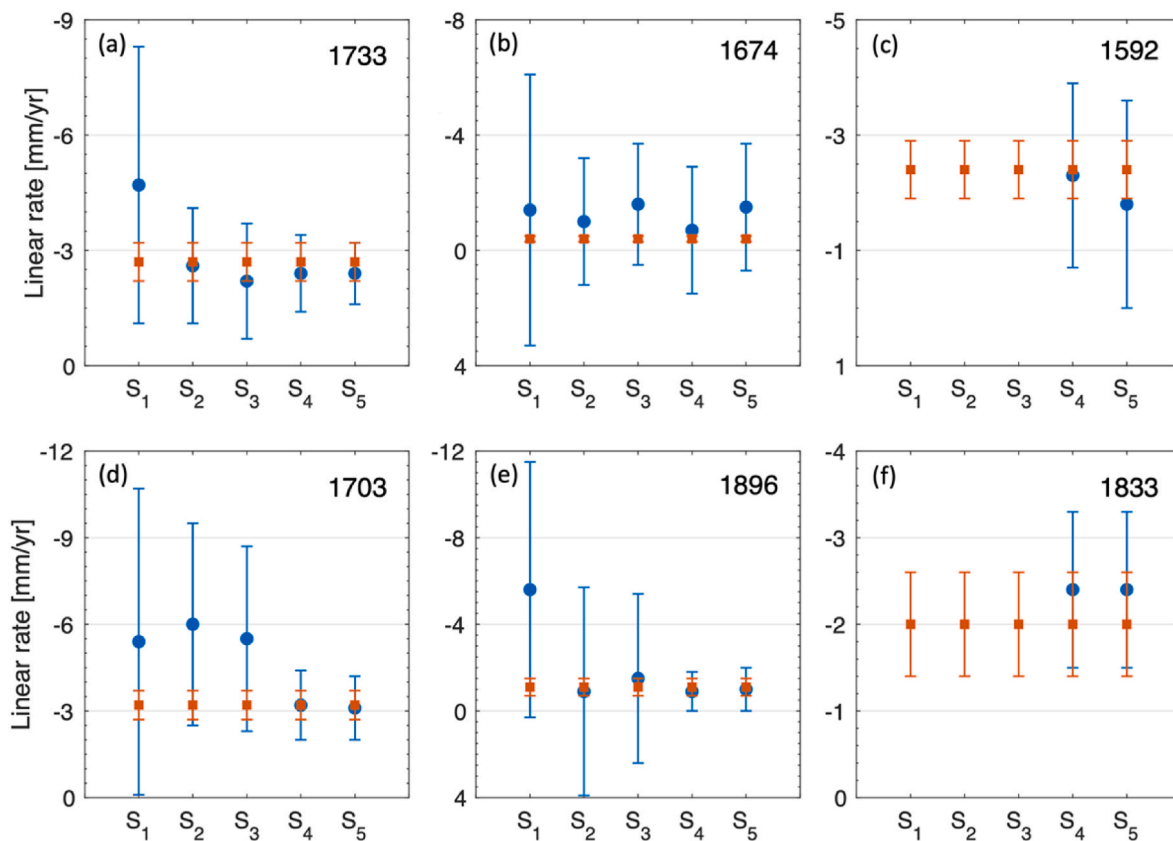 -9
(a)
1733
-6
-3
0
Linear rate [mm/yr]
S1 S2 S3 S4 S5
-8
(b)
1674
-4
0
4
S1 S2 S3 S4 S5
-5
(c)
1592
-3
-1
1
S1 S2 S3 S4 S5
-12
(d)
1703
-9
-6
-3
0
Linear rate [mm/yr]
S1 S2 S3 S4 S5
-12
(e)
1896
-8
-4
0
4
S1 S2 S3 S4 S5
-4
(f)
1833
-3
-2
-1
0
S1 S2 S3 S4 S5